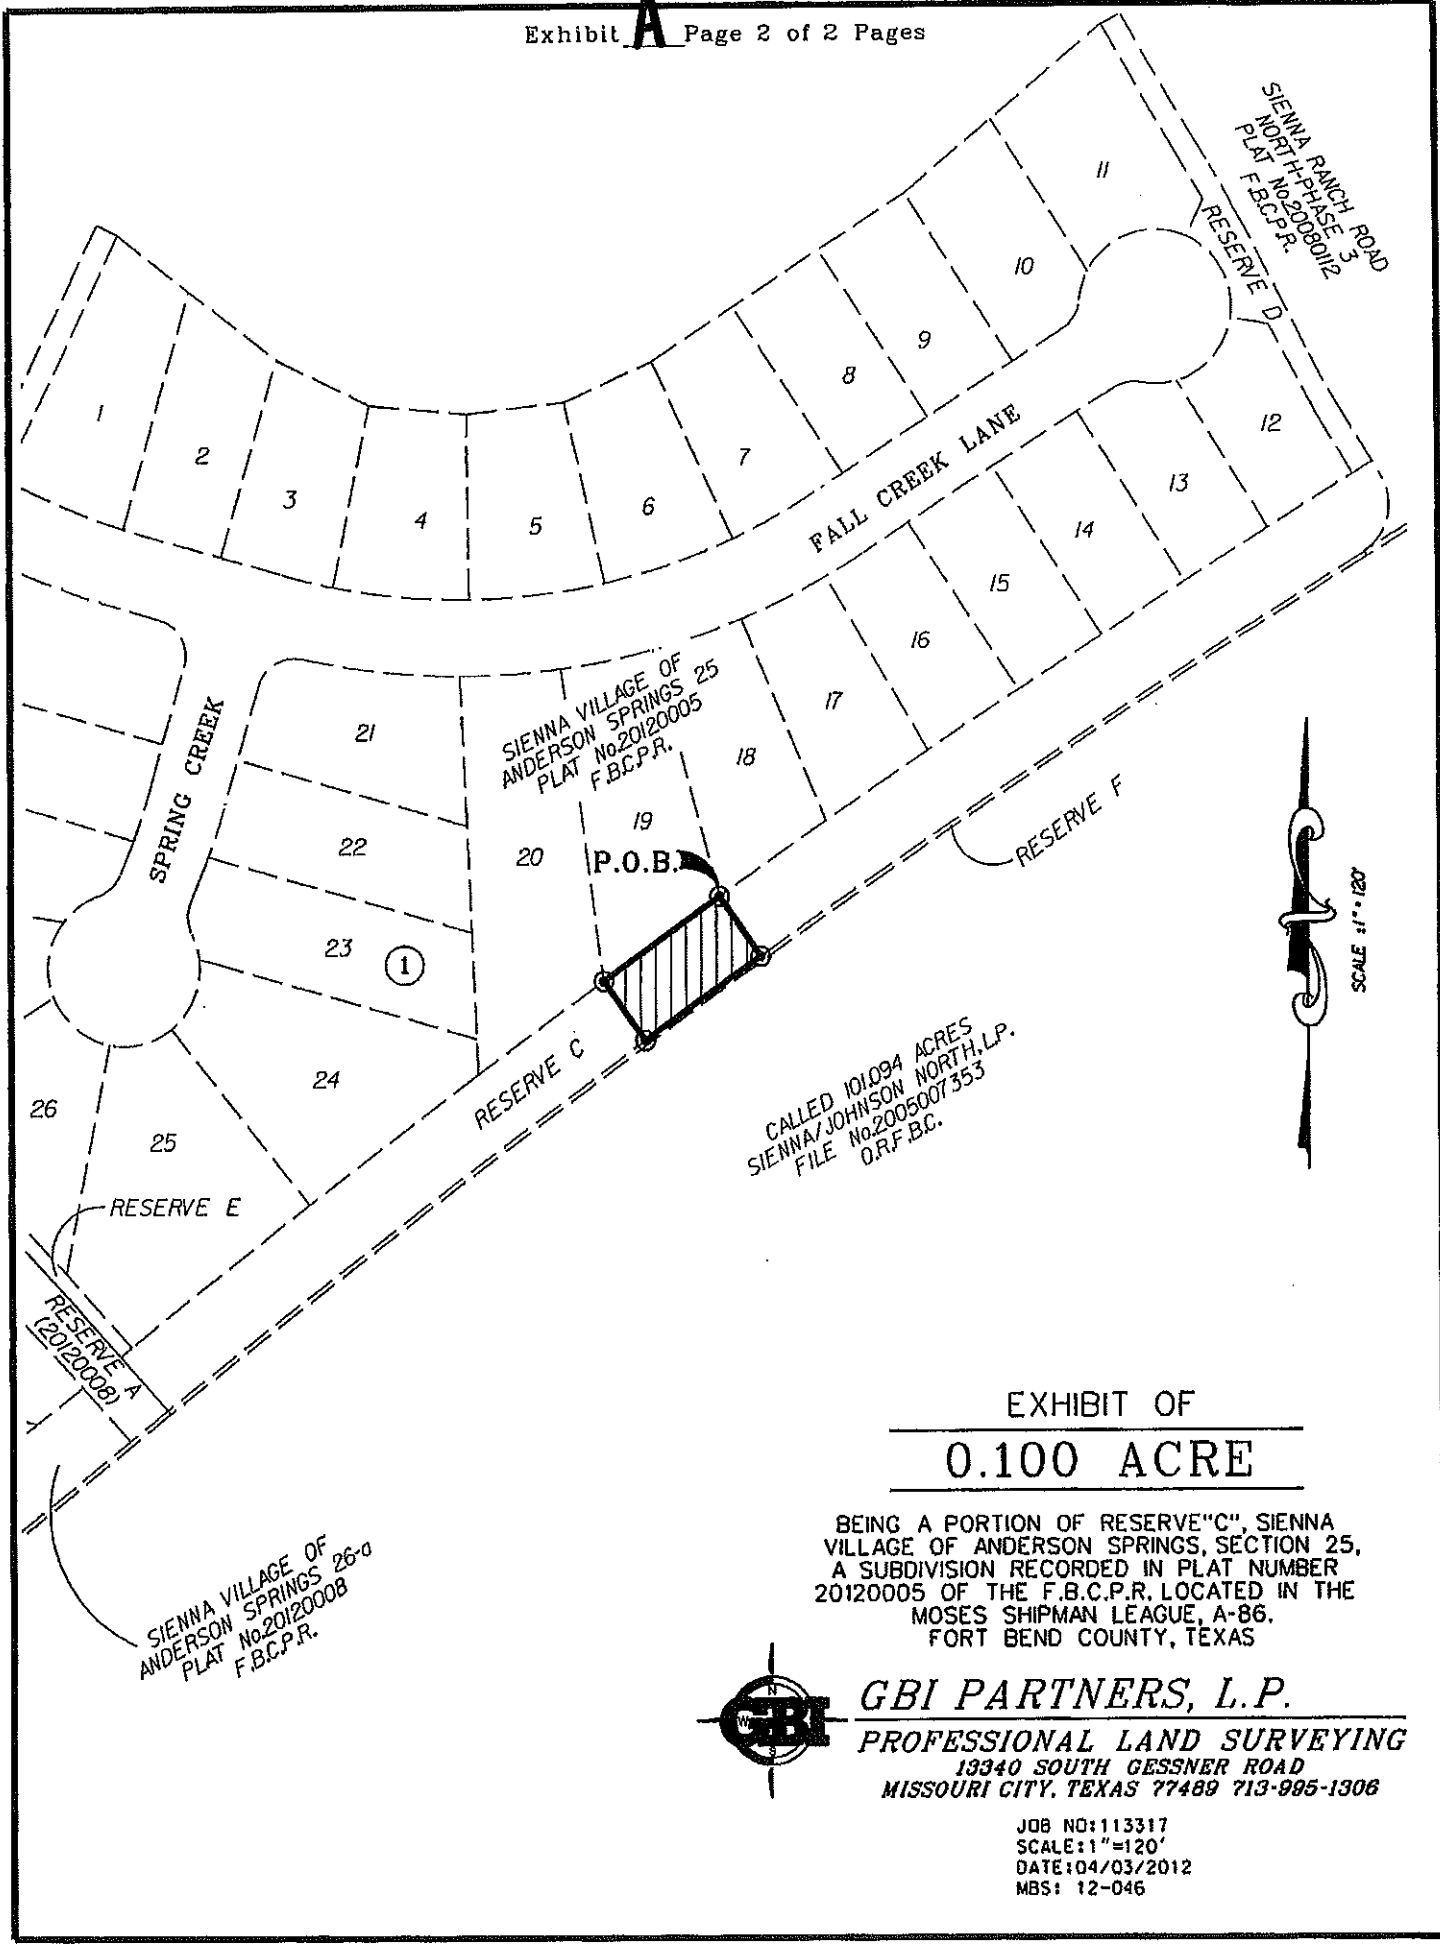 Exhibit A Page 2 of 2 Pages
SIENNA RANCH ROAD
NORTH-PHASE 3
PLAT No.20080112
F.B.C.P.R.
RESERVE D
11
10
9
8
7
6
5
4
3
2
1
FALL CREEK LANE
12
13
14
15
16
17
18
19
20
21
22
23
1
24
25
26
SPRING CREEK
SIENNA VILLAGE OF
ANDERSON SPRINGS 25
PLAT No.20120005
F.B.C.P.R.
P.O.B.
RESERVE F
SCALE :1"=120'
RESERVE C
CALLED 101.094 ACRES
SIENNA/JOHNSON NORTH,L.P.
FILE No.2005007353
O.R.F.B.C.
RESERVE E
RESERVE A
(20120008)
SIENNA VILLAGE OF
ANDERSON SPRINGS 26-a
PLAT No.20120008
F.B.C.P.R.
EXHIBIT OF
0.100 ACRE
BEING A PORTION OF RESERVE"C", SIENNA
VILLAGE OF ANDERSON SPRINGS, SECTION 25,
A SUBDIVISION RECORDED IN PLAT NUMBER
20120005 OF THE F.B.C.P.R. LOCATED IN THE
MOSES SHIPMAN LEAGUE, A-86.
FORT BEND COUNTY, TEXAS
N
W
GBI
S
GBI PARTNERS, L.P.
PROFESSIONAL LAND SURVEYING
13340 SOUTH GESSNER ROAD
MISSOURI CITY, TEXAS 77489 713-995-1306
JOB NO:113317
SCALE:1"=120'
DATE:04/03/2012
MBS: 12-046